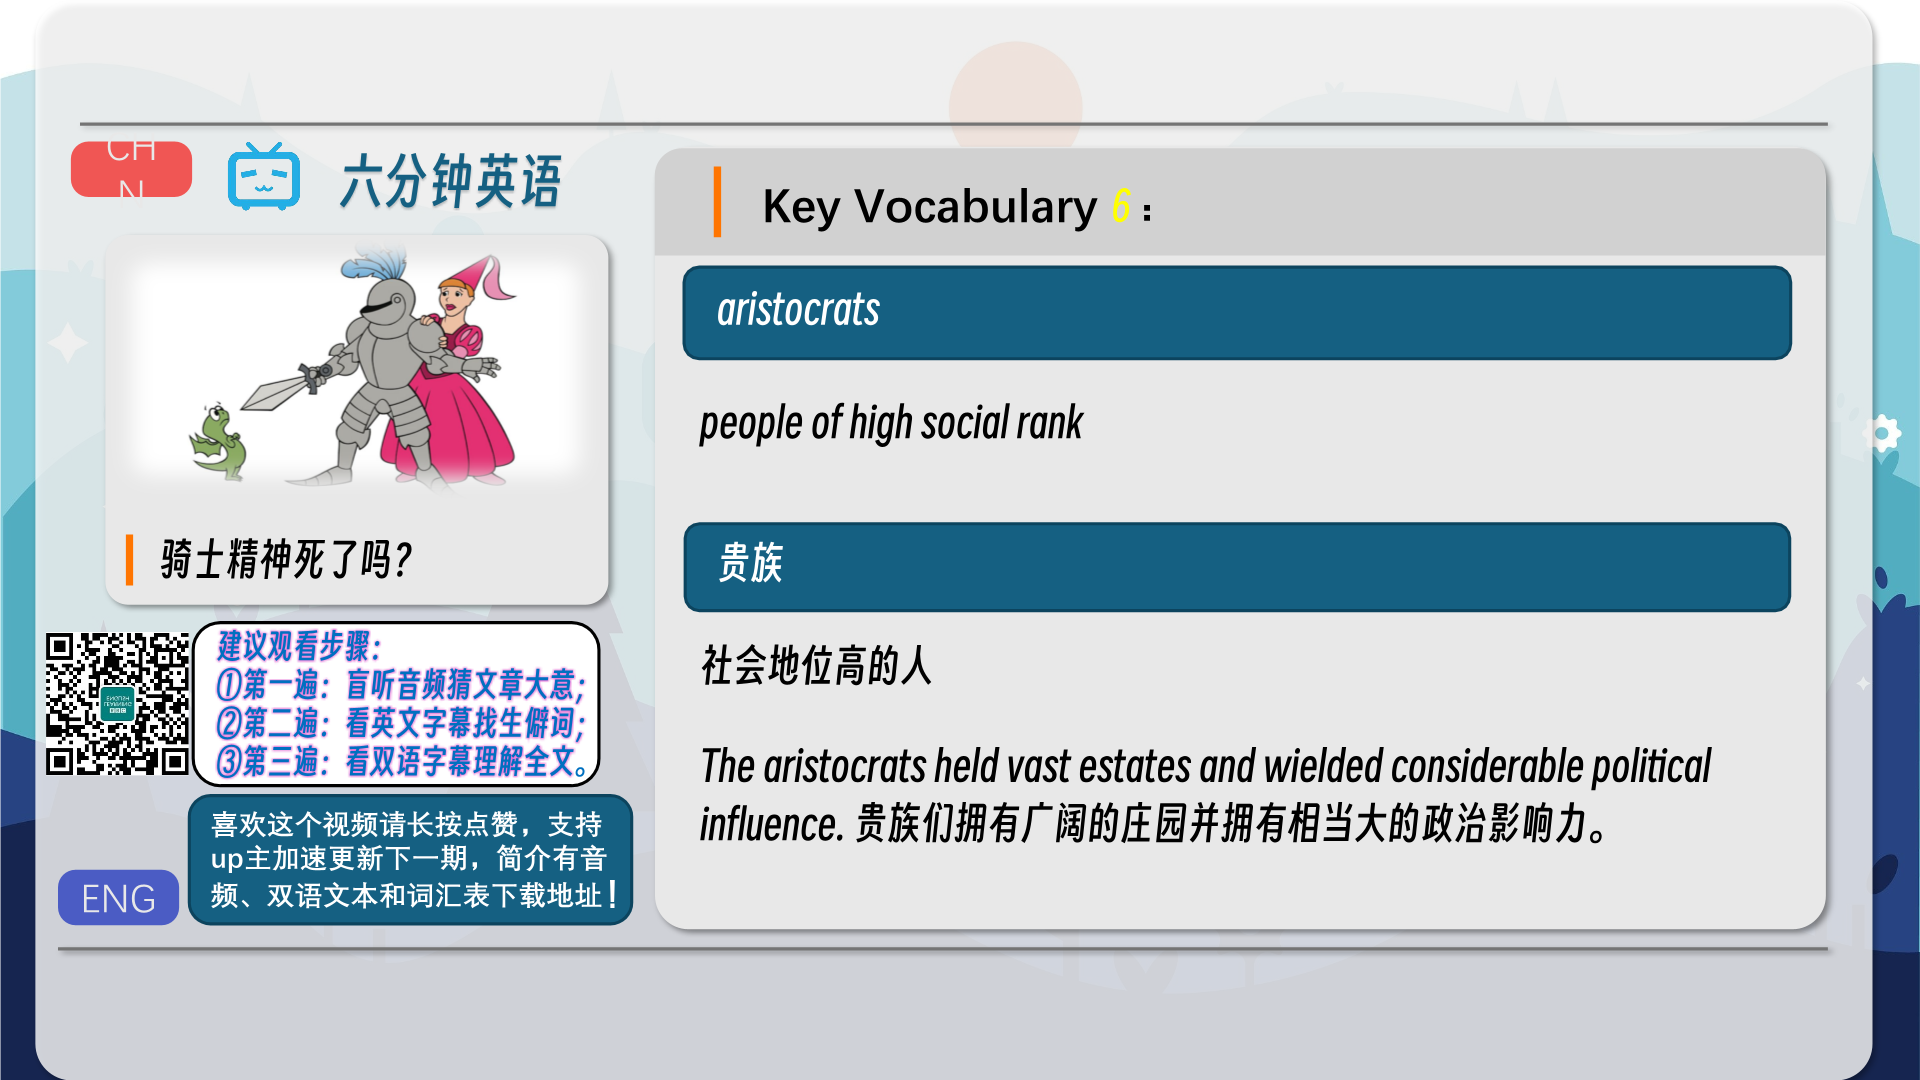 CH
N
六分钟英语
骑士精神死了吗？
建议观看步骤：
①第一遍：盲听音频猜文章大意；
②第二遍：看英文字幕找生僻词；
③第三遍：看双语字幕理解全文。
喜欢这个视频请长按点赞，支持
up主加速更新下一期，简介有音
频、双语文本和词汇表下载地址！
ENG
Key Vocabulary 6：
aristocrats
people of high social rank
贵族
社会地位高的人
The aristocrats held vast estates and wielded considerable political
influence. 贵族们拥有广阔的庄园并拥有相当大的政治影响力。